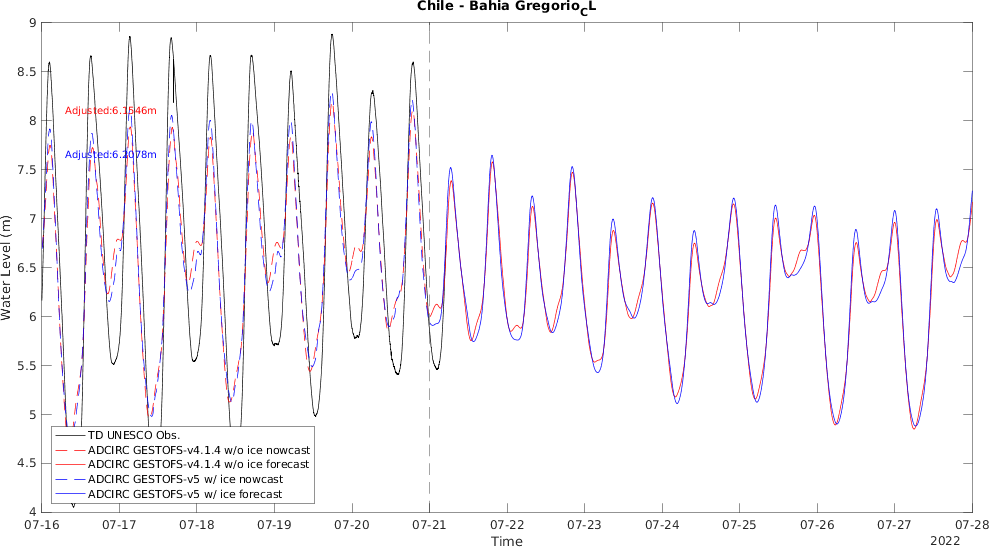 Chile - Bahia Gregorio_CL
Water Level (m)
9
8.5
8
7.5
7
6.5
6
5.5
5
4.5
4
Adjusted:6.1546m
Adjusted:6.2078m
TD UNESCO Obs.
ADCIRC GESTOFS-v4.1.4 w/o ice nowcast
ADCIRC GESTOFS-v4.1.4 w/o ice forecast
ADCIRC GESTOFS-v5 w/ ice nowcast
ADCIRC GESTOFS-v5 w/ ice forecast
07-16 07-17 07-18 07-19 07-20 07-21 07-22 07-23 07-24 07-25 07-26 07-27 07-28
Time
2022